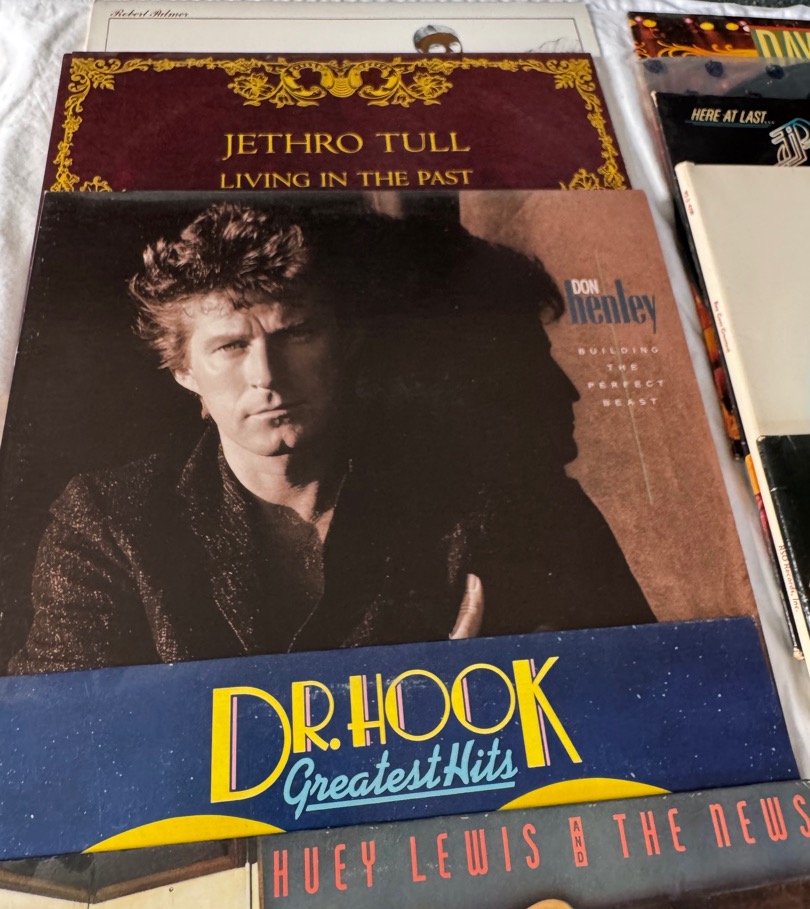 Robert Palmer
JETHRO TULL
LIVING IN THE PAST
DON
henley
BUILDING
THE
PERFECT
BEAST
DR. HOOK
Greatest Hits
HUEY LEWIS AND THE NEWS
DAV
HERE AT LAST...